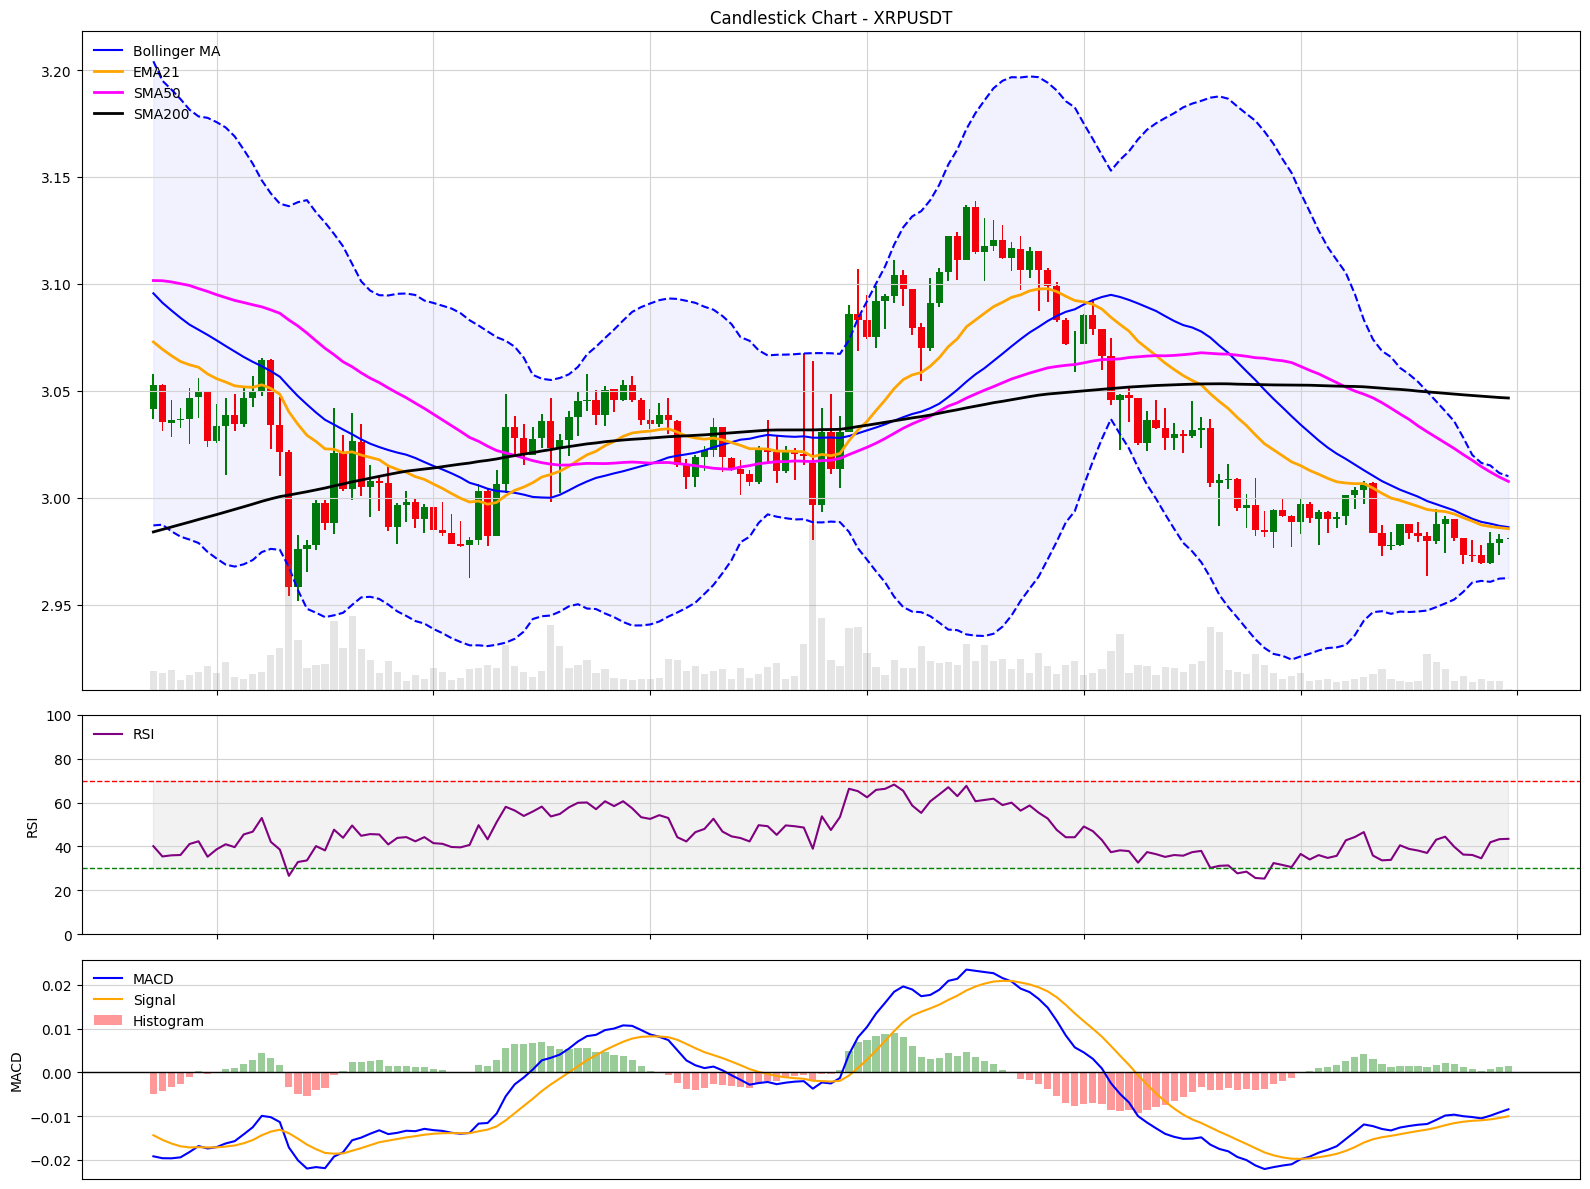 Candlestick Chart - XRPUSDT
Bollinger MA
EMA21
SMA50
SMA200
3.20
3.15
3.10
3.05
3.00
2.95
RSI
RSI
100
80
60
40
20
0
MACD
Signal
Histogram
MACD
0.02
0.01
0.00
−0.01
−0.02